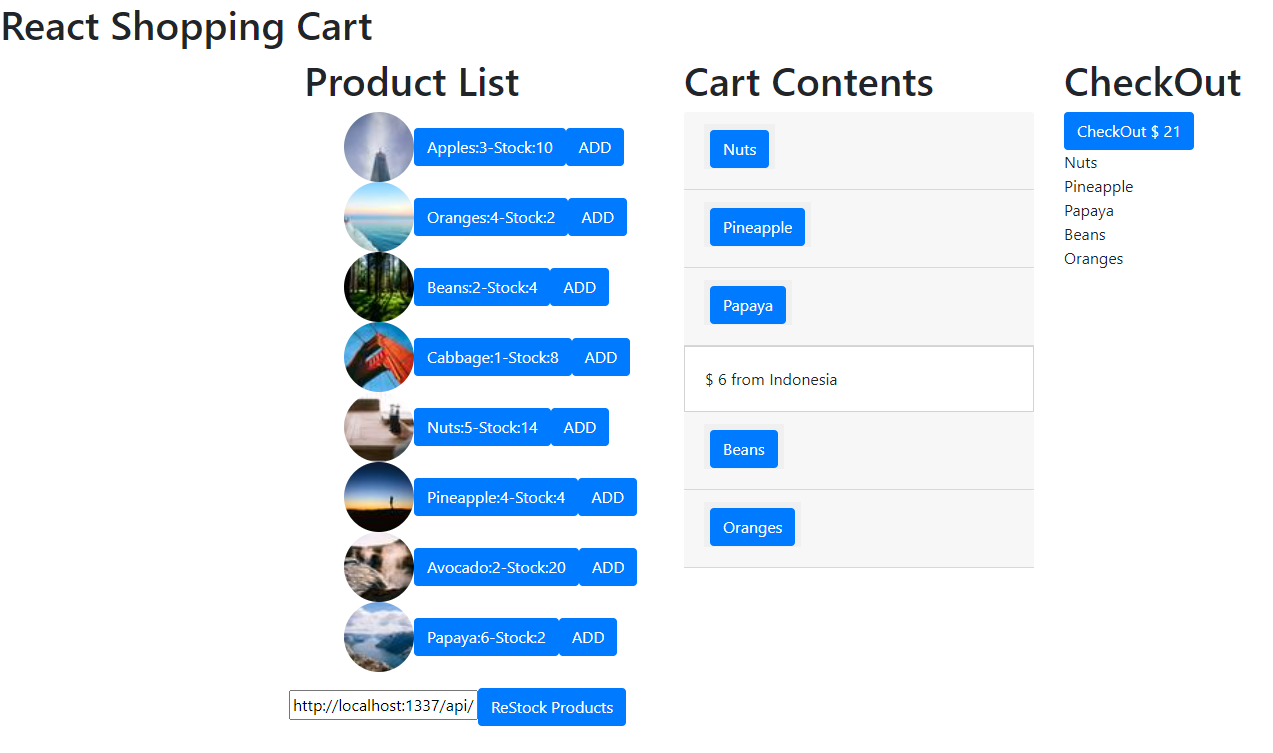 React Shopping Cart
Product List
Apples:3-Stock:10 ADD
Oranges:4-Stock:2 ADD
Beans:2-Stock:4 ADD
Cabbage:1-Stock:8 ADD
Nuts:5-Stock:14 ADD
Pineapple:4-Stock:4 ADD
Avocado:2-Stock:20 ADD
Papaya:6-Stock:2 ADD
http://localhost:1337/api/ ReStock Products
Cart Contents
Nuts
Pineapple
Papaya
$ 6 from Indonesia
Beans
Oranges
CheckOut
CheckOut $ 21
Nuts
Pineapple
Papaya
Beans
Oranges